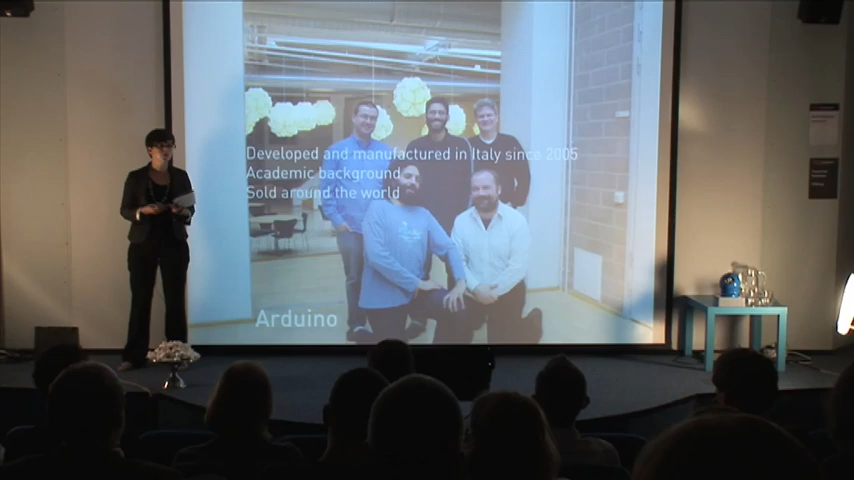 Developed and manufactured in Italy since 2005
Academic background
Sold around the world
Arduino